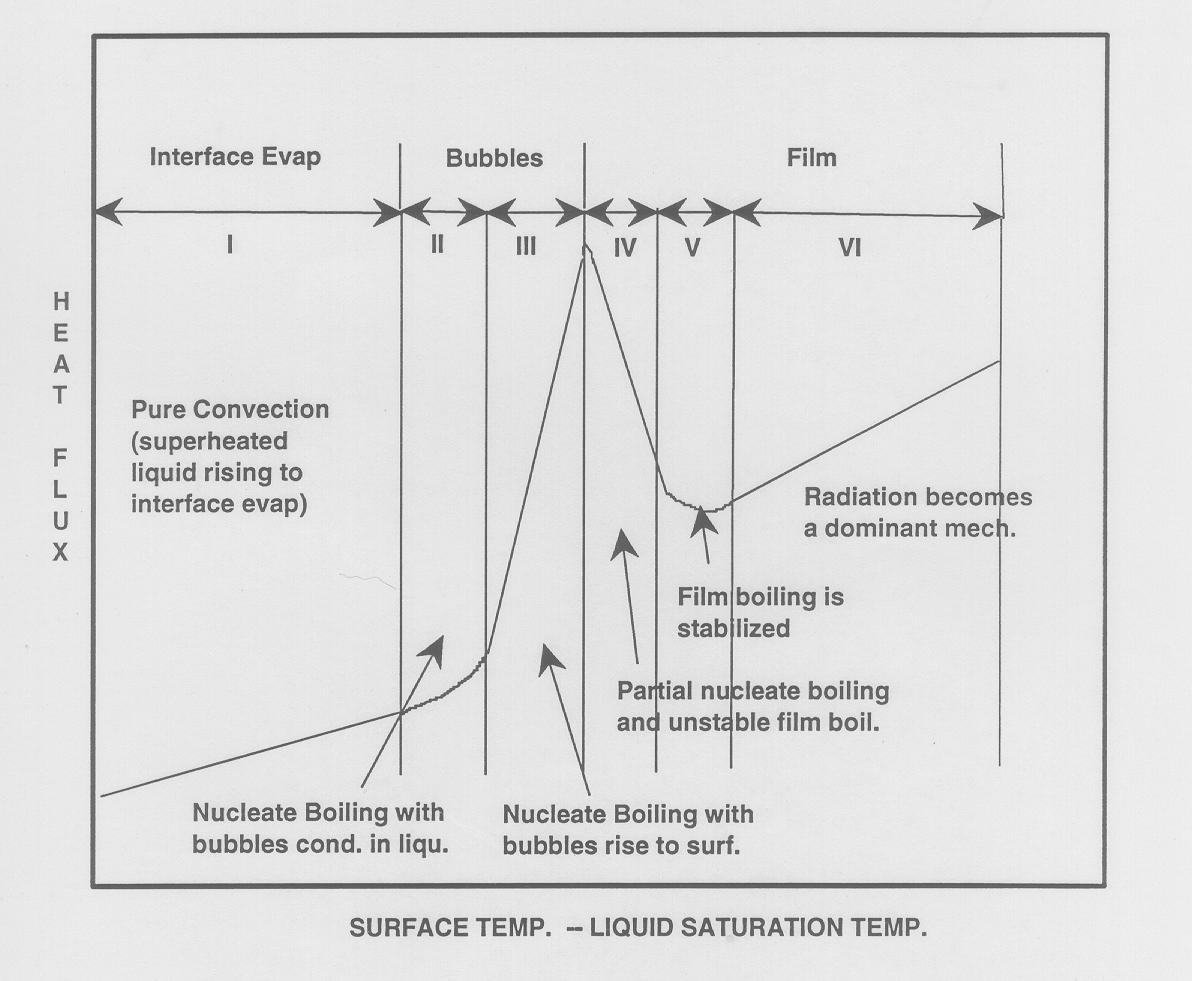 Interface Evap
Bubbles
Film
I
II
III
IV
V
VI
HEAT FLUX
Pure Convection
(superheated
liquid rising to
interface evap)
Radiation becomes
a dominant mech.
Film boiling is
stabilized
Partial nucleate boiling
and unstable film boil.
Nucleate Boiling with
bubbles cond. in liqu.
Nucleate Boiling with
bubbles rise to surf.
SURFACE TEMP. – LIQUID SATURATION TEMP.